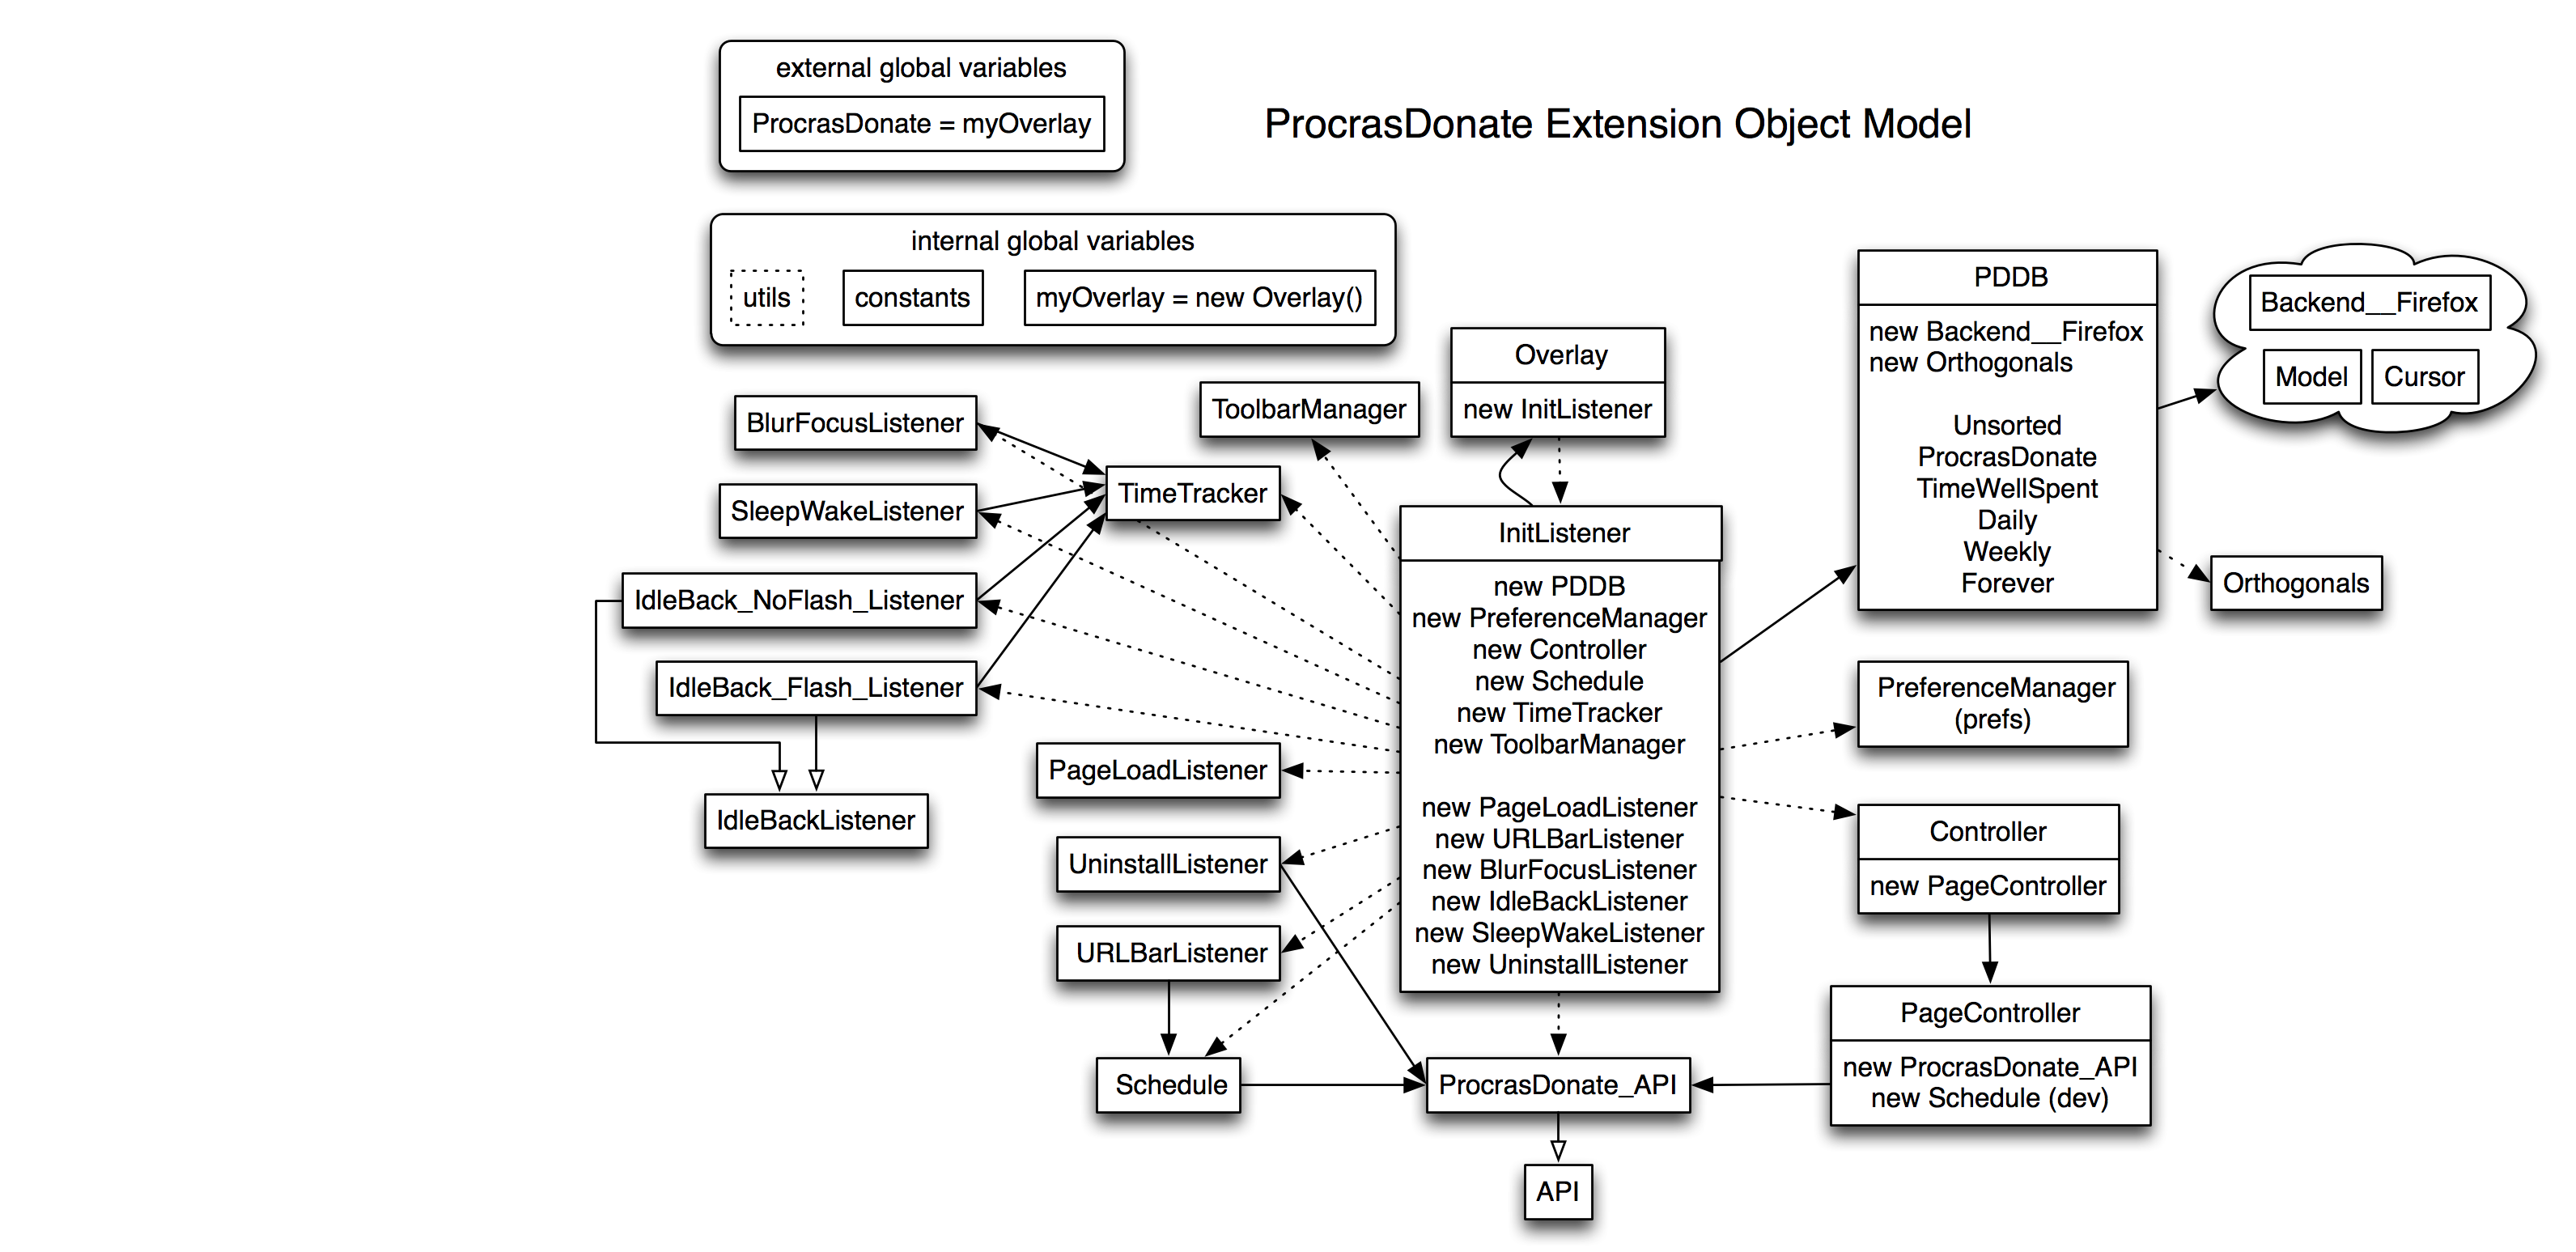 external global variables
ProcrasDonate = myOverlay
ProcrasDonate Extension Object Model
internal global variables
utils
constants
myOverlay = new Overlay()
PDDB
new Backend__Firefox
new Orthogonals
Unsorted
ProcrasDonate
TimeWellSpent
Daily
Weekly
Forever
Backend__Firefox
Model
Cursor
Overlay
new InitListener
ToolbarManager
BlurFocusListener
TimeTracker
SleepWakeListener
IdleBack_NoFlash_Listener
IdleBack_Flash_Listener
IdleBackListener
InitListener
new PDDB
new PreferenceManager
new Controller
new Schedule
new TimeTracker
new ToolbarManager
new PageLoadListener
new URLBarListener
new BlurFocusListener
new IdleBackListener
new SleepWakeListener
new UninstallListener
Orthogonals
PreferenceManager
(prefs)
PageLoadListener
UninstallListener
URLBarListener
Controller
new PageController
PageController
new ProcrasDonate_API
new Schedule (dev)
Schedule
ProcrasDonate_API
API